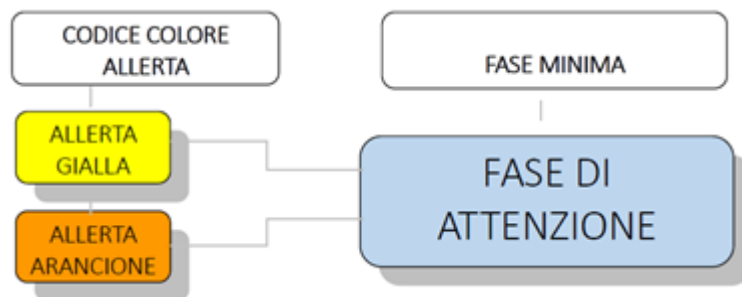 CODICE COLORE
ALLERTA
FASE MINIMA
ALLERTA
GIALLA
FASE DI
ATTENZIONE
ALLERTA
ARANCIONE